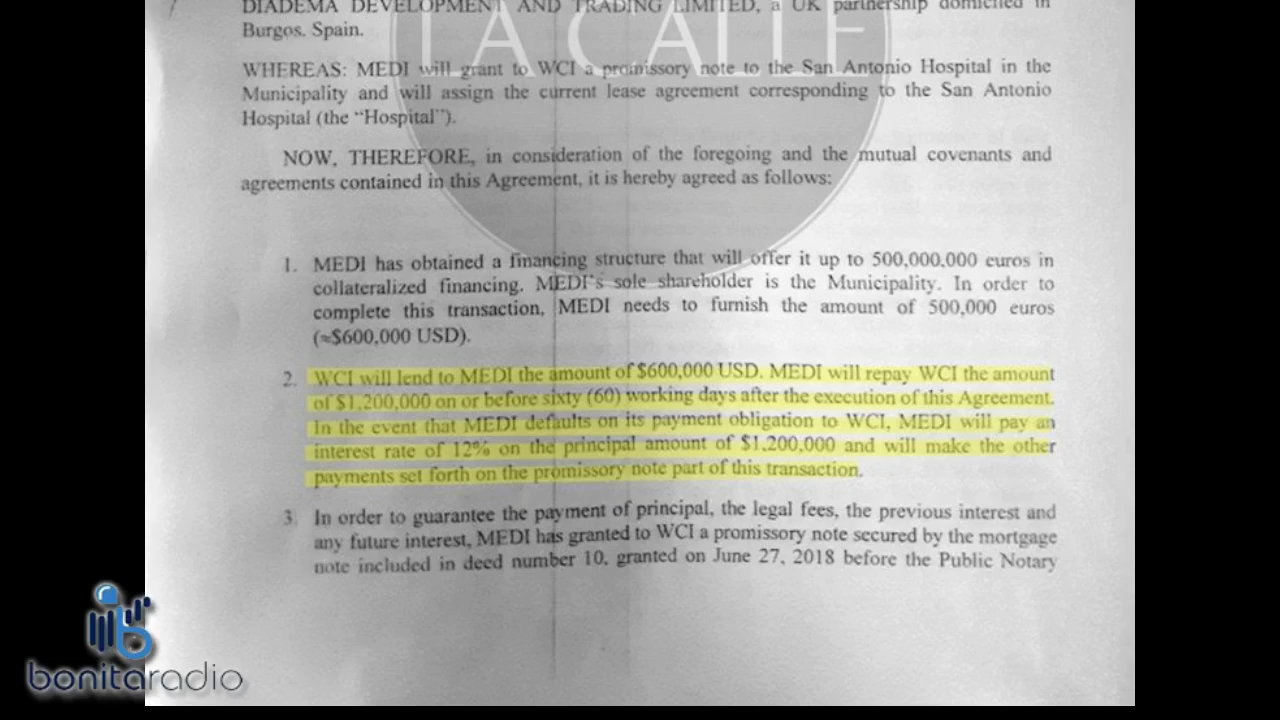 DIADEMA DEVELOPMENT AND TRADING LIMITED, a UK partnership domiciled in
Burgos. Spain.
LA CALLE
WHEREAS: MEDI will grant to WCI a promissory note to the San Antonio Hospital in the
Municipality and will assign the current lease agreement corresponding to the San Antonio
Hospital (the “Hospital”).
NOW, THEREFORE, in consideration of the foregoing and the mutual covenants and
agreements contained in this Agreement, it is hereby agreed as follows:
1. MEDI has obtained a financing structure that will offer it up to 500,000,000 euros in
collateralized financing. MEDI's sole shareholder is the Municipality. In order to
complete this transaction, MEDI needs to furnish the amount of 500,000 euros
(≈$600,000 USD).
2. WCI will lend to MEDI the amount of $600,000 USD. MEDI will repay WCI the amount
of $1,200,000 on or before sixty (60) working days after the execution of this Agreement.
In the event that MEDI defaults on its payment obligation to WCI, MEDI will pay an
interest rate of 12% on the principal amount of $1,200,000 and will make the other
payments set forth on the promissory note part of this transaction.
3. In order to guarantee the payment of principal, the legal fees, the previous interest and
any future interest, MEDI has granted to WCI a promissory note secured by the mortgage
note included in deed number 10, granted on June 27, 2018 before the Public Notary
bonitaradio